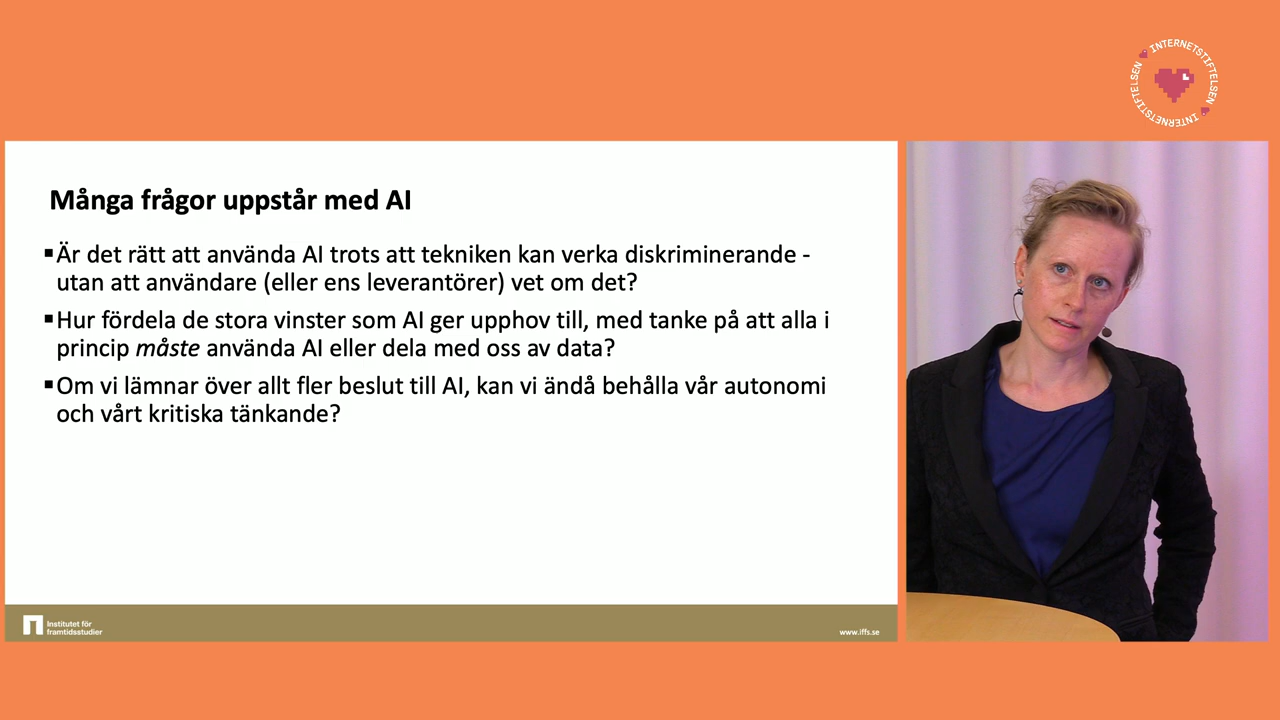 INTERNETSTIFTELSEN
INTERNETSTIFTELSEN
Många frågor uppstår med AI
▪Är det rätt att använda AI trots att tekniken kan verka diskriminerande -
utan att användare (eller ens leverantörer) vet om det?
▪Hur fördela de stora vinster som AI ger upphov till, med tanke på att alla i
princip måste använda AI eller dela med oss av data?
▪Om vi lämnar över allt fler beslut till AI, kan vi ändå behålla vår autonomi
och vårt kritiska tänkande?
Institutet för
framtidsstudier
www.iffs.se